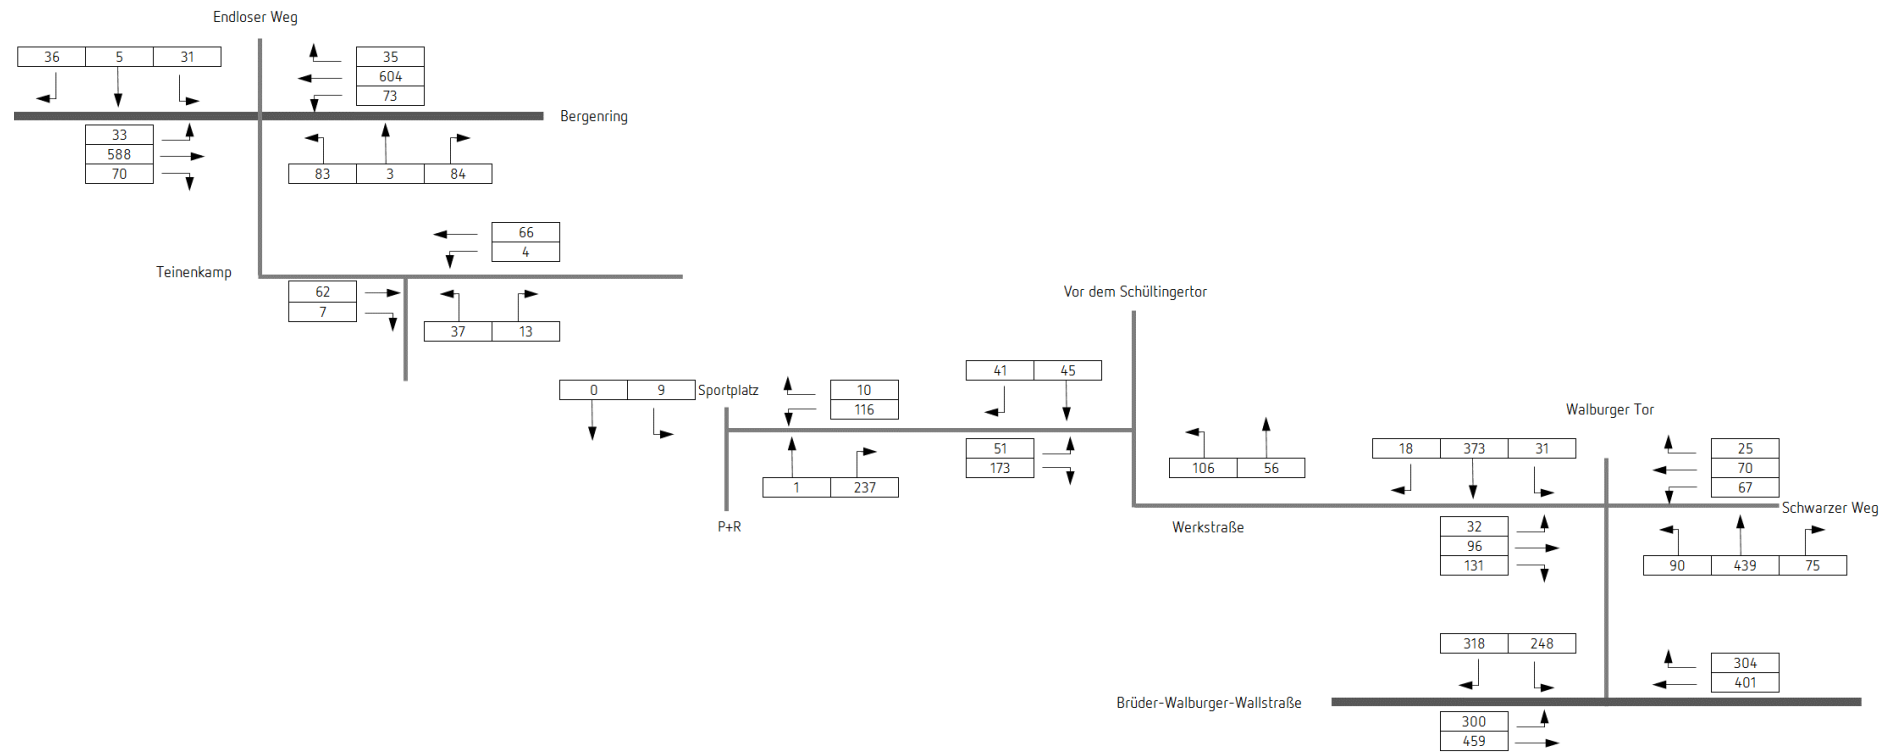 Endloser Weg
36 5 31
35
604
73
Bergenring
33
588
70
83 3 84
66
4
Teinenkamp
62
7
37 13
Vor dem Schültingertor
0 9 Sportplatz
10
116
41 45
51
173
1 237
P+R
106 56
Walburger Tor
18 373 31
25
70
67
Schwarzer Weg
Werkstraße
32
96
131
90 439 75
318 248
304
401
Brüder-Walburger-Wallstraße
300
459